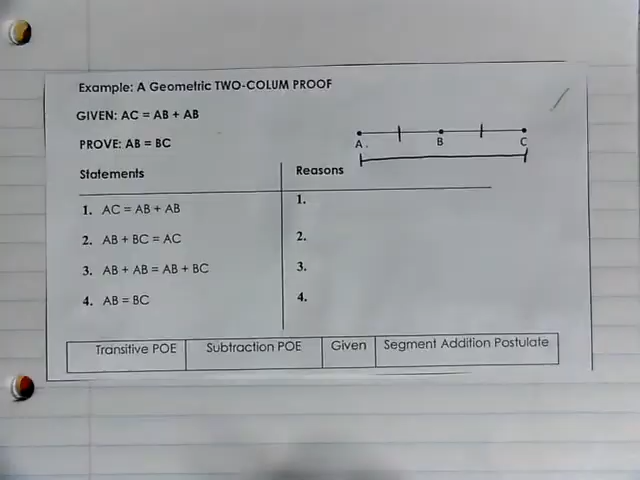 Example: A Geometric TWO-COLUM PROOF
GIVEN: AC = AB + AB
PROVE: AB = BC
A. B C
Statements Reasons
1. AC = AB + AB 1.
2. AB + BC = AC 2.
3. AB + AB = AB + BC 3.
4. AB = BC 4.
Transitive POE Subtraction POE Given Segment Addition Postulate